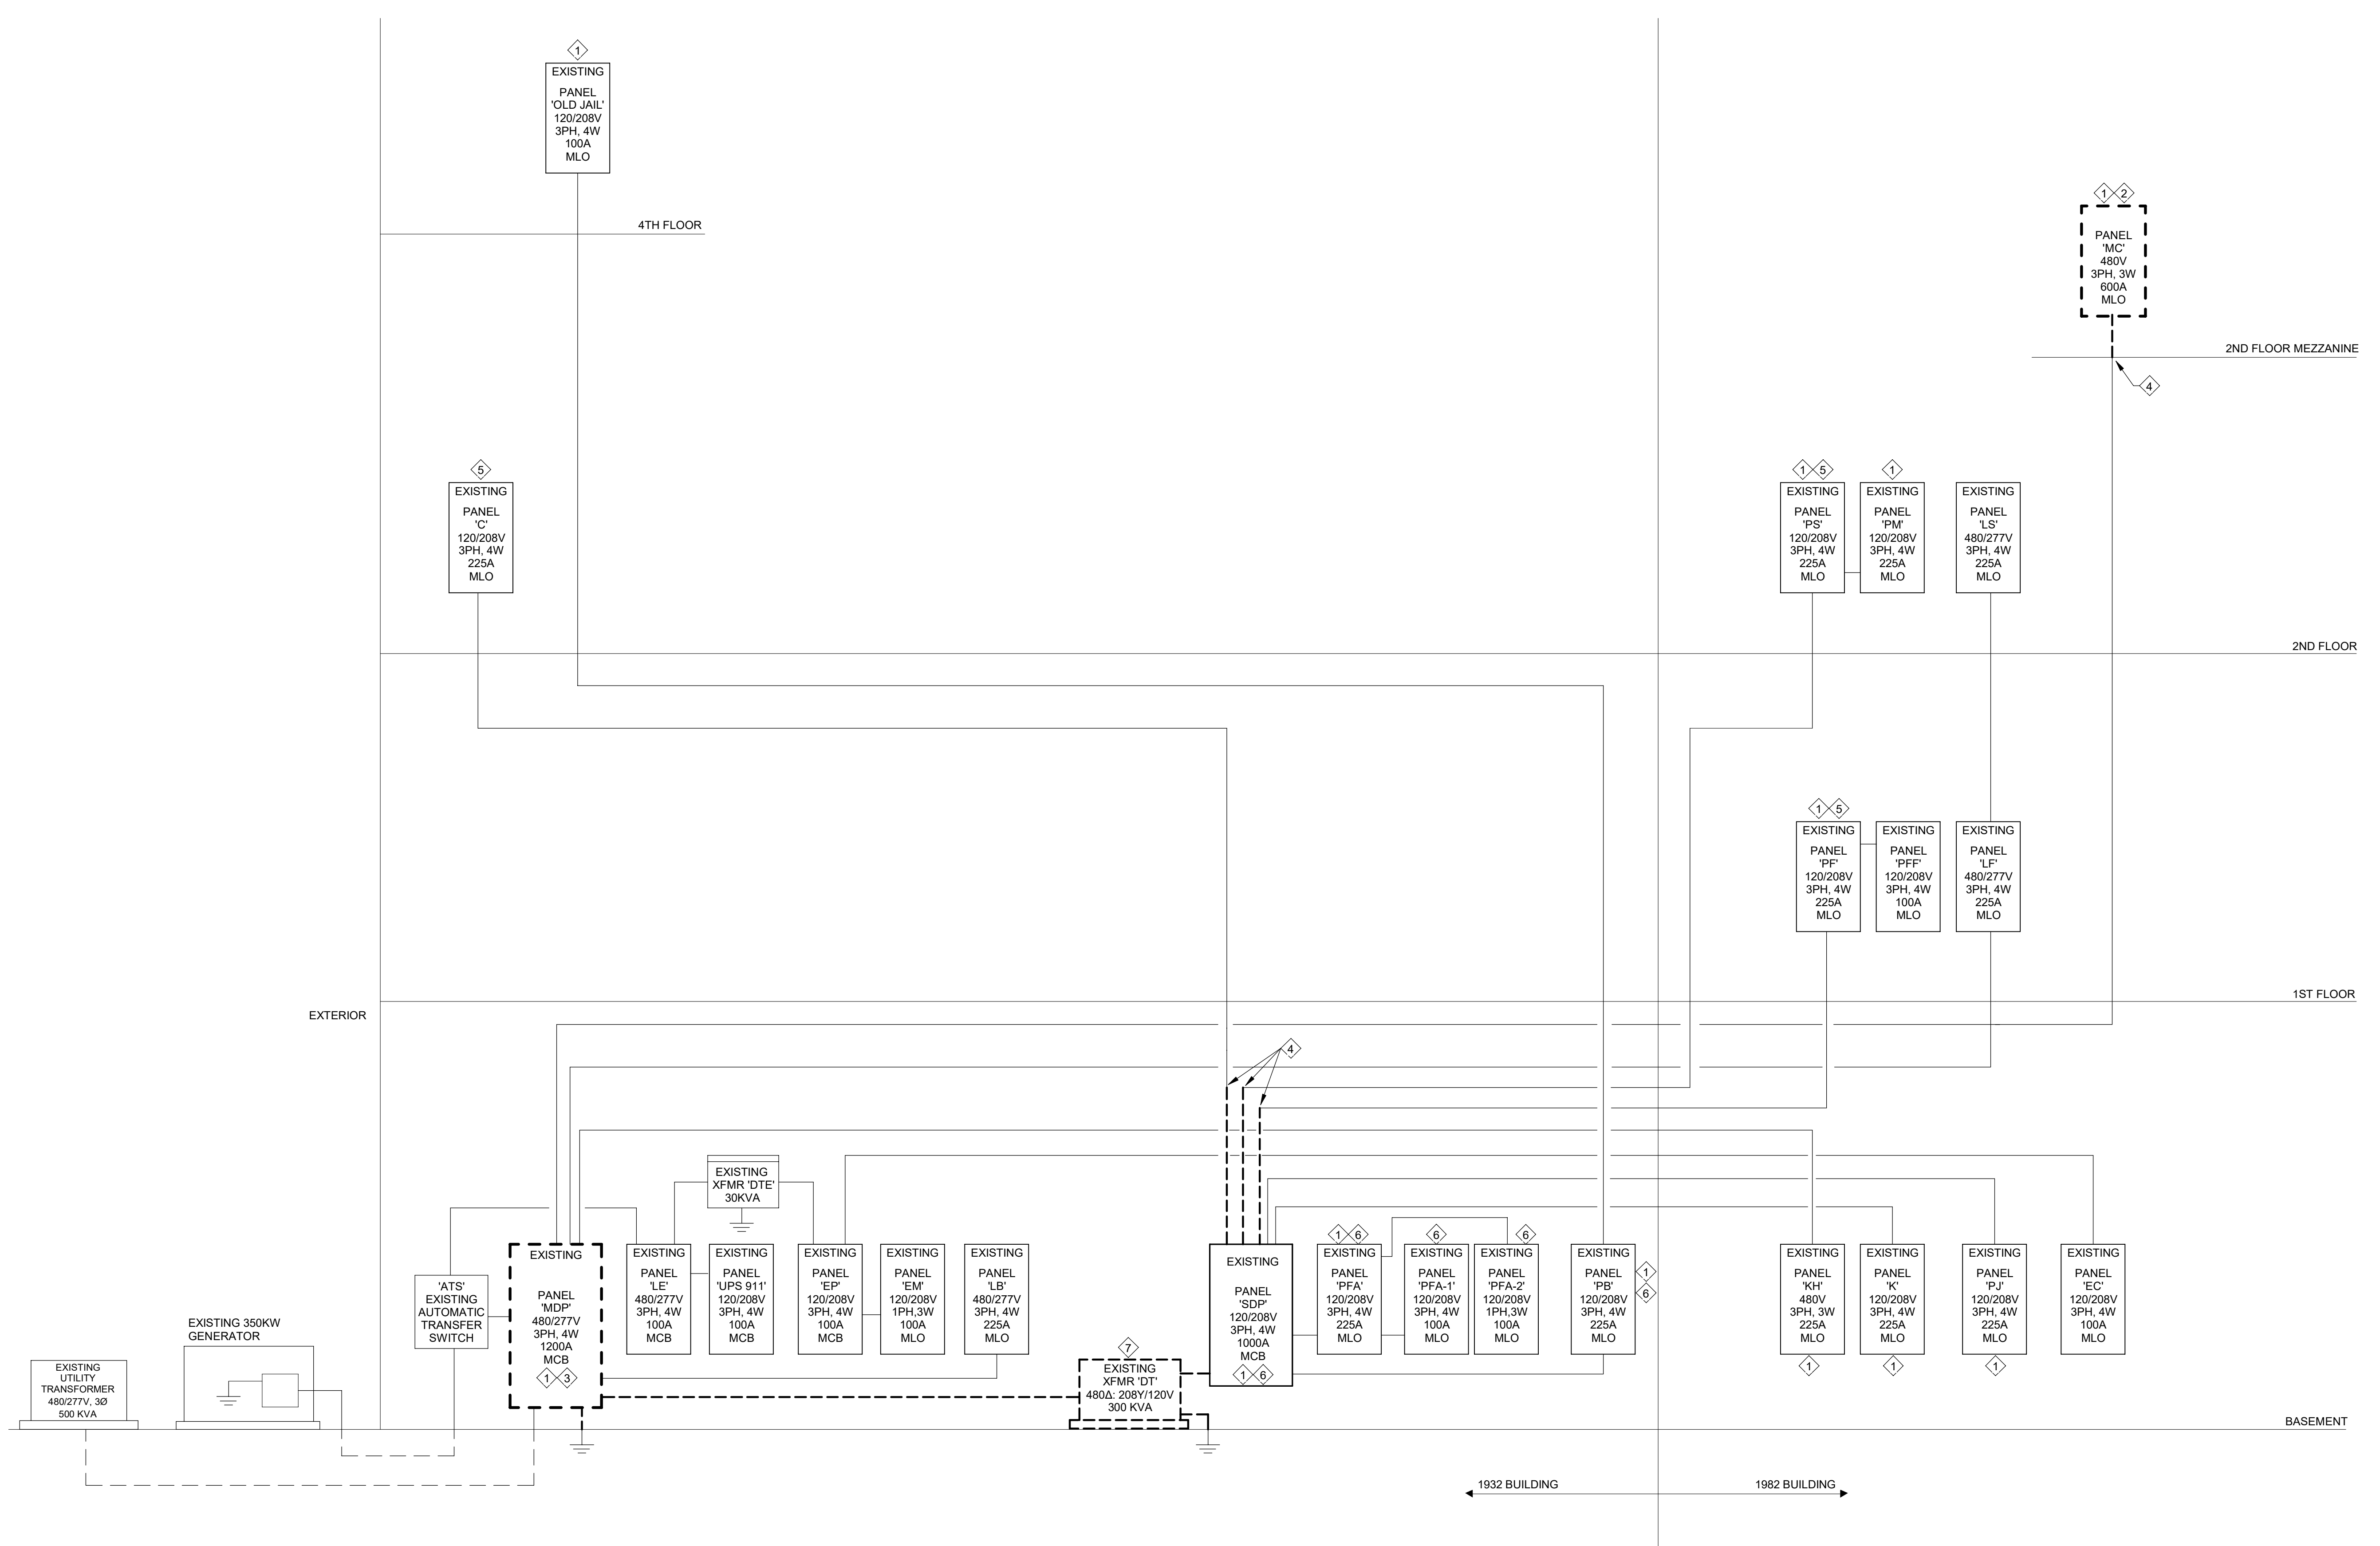 1
EXISTING
PANEL
'OLD JAIL'
120/208V
3PH, 4W
100A
MLO
4TH FLOOR
1 2
PANEL
'MC'
480V
3PH, 3W
600A
MLO
2ND FLOOR MEZZANINE
4
5
EXISTING
PANEL
'C'
120/208V
3PH, 4W
225A
MLO
1 5
EXISTING
PANEL
'PS'
120/208V
3PH, 4W
225A
MLO
1
EXISTING
PANEL
'PM'
120/208V
3PH, 4W
225A
MLO
EXISTING
PANEL
'LS'
480/277V
3PH, 4W
225A
MLO
2ND FLOOR
1 5
EXISTING
PANEL
'PF'
120/208V
3PH, 4W
225A
MLO
EXISTING
PANEL
'PFF'
120/208V
3PH, 4W
100A
MLO
EXISTING
PANEL
'LF'
480/277V
3PH, 4W
225A
MLO
1ST FLOOR
EXTERIOR
4
EXISTING
UTILITY
TRANSFORMER
480/277V, 3Ø
500 KVA
EXISTING 350KW
GENERATOR
'ATS'
EXISTING
AUTOMATIC
TRANSFER
SWITCH
EXISTING
PANEL
'MDP'
480/277V
3PH, 4W
1200A
MCB
1 3
EXISTING
XFMR 'DTE'
30KVA
EXISTING
PANEL
'LE'
480/277V
3PH, 4W
100A
MCB
EXISTING
PANEL
'UPS 911'
120/208V
3PH, 4W
100A
MCB
EXISTING
PANEL
'EP'
120/208V
3PH, 4W
100A
MCB
EXISTING
PANEL
'EM'
120/208V
1PH,3W
100A
MLO
EXISTING
PANEL
'LB'
480/277V
3PH, 4W
225A
MLO
7
EXISTING
XFMR 'DT'
480Δ: 208Y/120V
300 KVA
EXISTING
PANEL
'SDP'
120/208V
3PH, 4W
1000A
MCB
1 6
1 6
EXISTING
PANEL
'PFA'
120/208V
3PH, 4W
225A
MLO
6
EXISTING
PANEL
'PFA-1'
120/208V
3PH, 4W
100A
MLO
6
EXISTING
PANEL
'PFA-2'
120/208V
1PH,3W
100A
MLO
EXISTING
PANEL
'PB'
120/208V
3PH, 4W
225A
MLO
1
6
EXISTING
PANEL
'KH'
480V
3PH, 3W
225A
MLO
1
EXISTING
PANEL
'K'
120/208V
3PH, 4W
225A
MLO
1
EXISTING
PANEL
'PJ'
120/208V
3PH, 4W
225A
MLO
1
EXISTING
PANEL
'EC'
120/208V
3PH, 4W
100A
MLO
BASEMENT
1932 BUILDING
1982 BUILDING